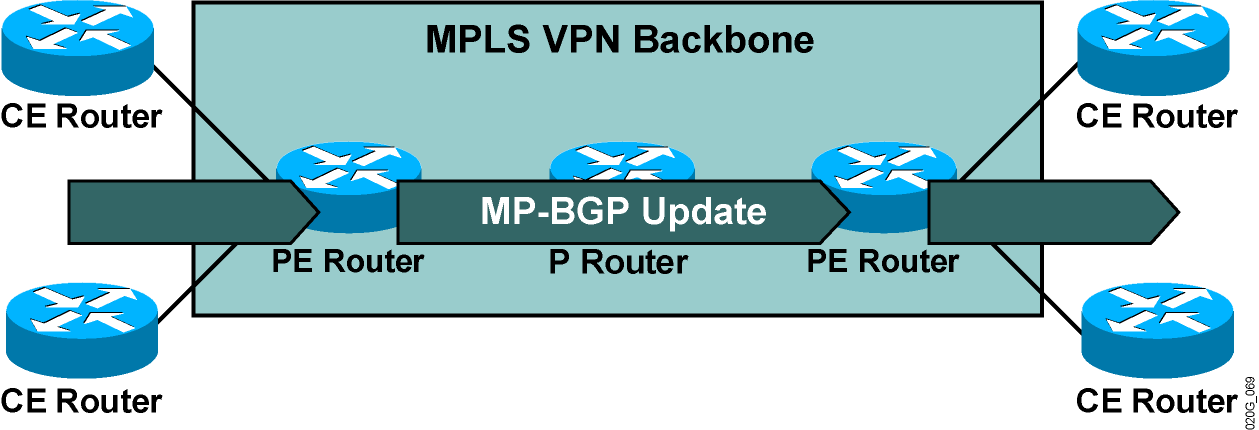 MPLS VPN Backbone
CE Router
CE Router
MP-BGP Update
PE Router
P Router
PE Router
CE Router
CE Router
020G_069